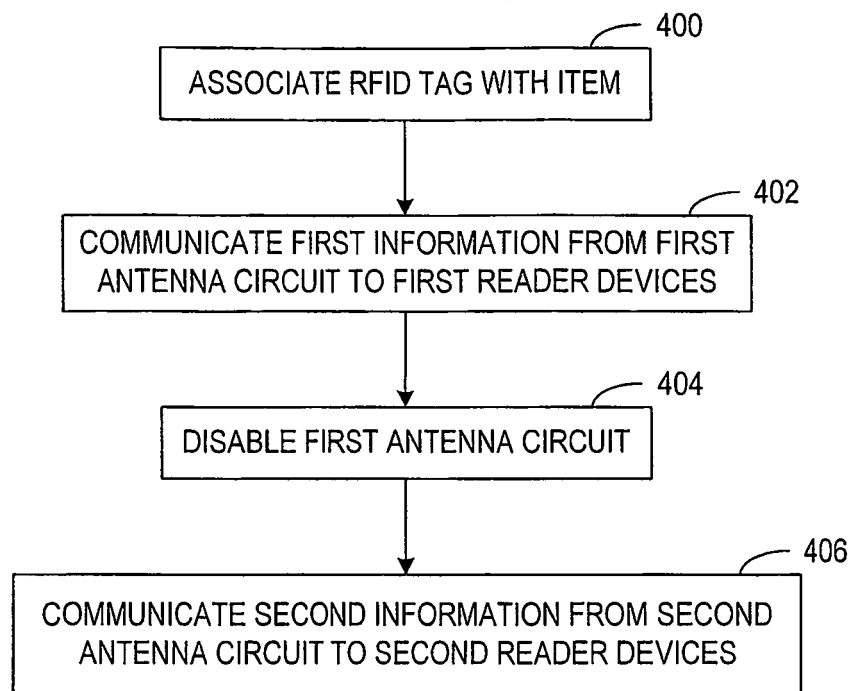 400
ASSOCIATE RFID TAG WITH ITEM
402
COMMUNICATE FIRST INFORMATION FROM FIRST
ANTENNA CIRCUIT TO FIRST READER DEVICES
404
DISABLE FIRST ANTENNA CIRCUIT
406
COMMUNICATE SECOND INFORMATION FROM SECOND
ANTENNA CIRCUIT TO SECOND READER DEVICES